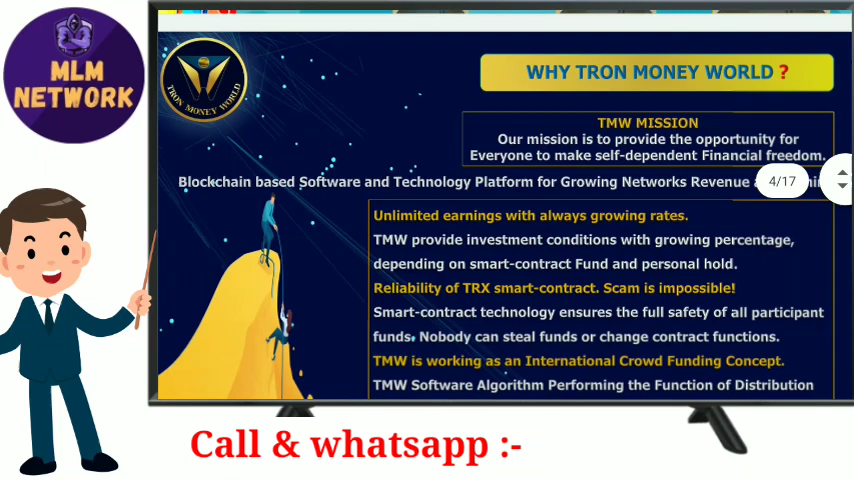 MLM
NETWORK
TRON MONEY WORLD
WHY TRON MONEY WORLD ?
TMW MISSION
Our mission is to provide the opportunity for
Everyone to make self-dependent Financial freedom.
Blockchain based Software and Technology Platform for Growing Networks Revenue
4/17
Unlimited earnings with always growing rates.
TMW provide investment conditions with growing percentage,
depending on smart-contract Fund and personal hold.
Reliability of TRX smart-contract. Scam is impossible!
Smart-contract technology ensures the full safety of all participant
funds. Nobody can steal funds or change contract functions.
TMW is working as an International Crowd Funding Concept.
TMW Software Algorithm Performing the Function of Distribution
Call & whatsapp :-